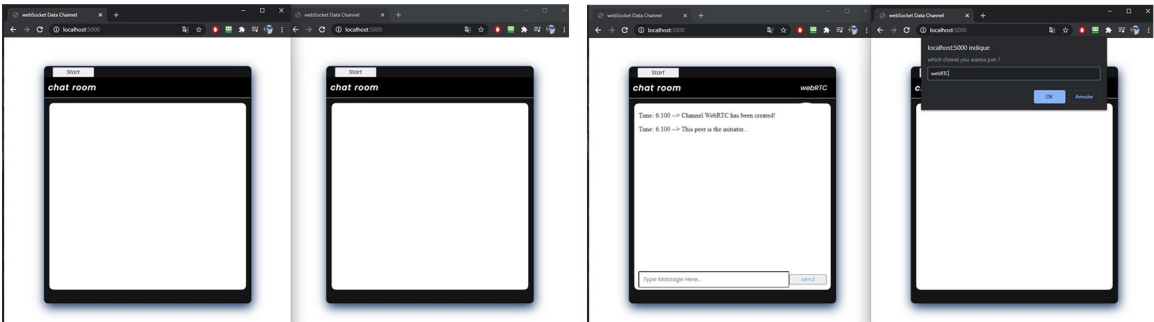 webSocket Data Channel
localhost:5000
Start
chat room
webSocket Data Channel
localhost:5000
Start
chat room
webSocket Data Channel
localhost:5000
Start
chat room webRTC
Time: 6.100 --> Channel WebRTC has been created!
Time: 6.100 --> This peer is the initiator...
Type Massage Here... send
webSocket Data Channel
localhost:5000
localhost:5000 indique
which chnnel you wanna join ?
webRTC
OK Annuler
c